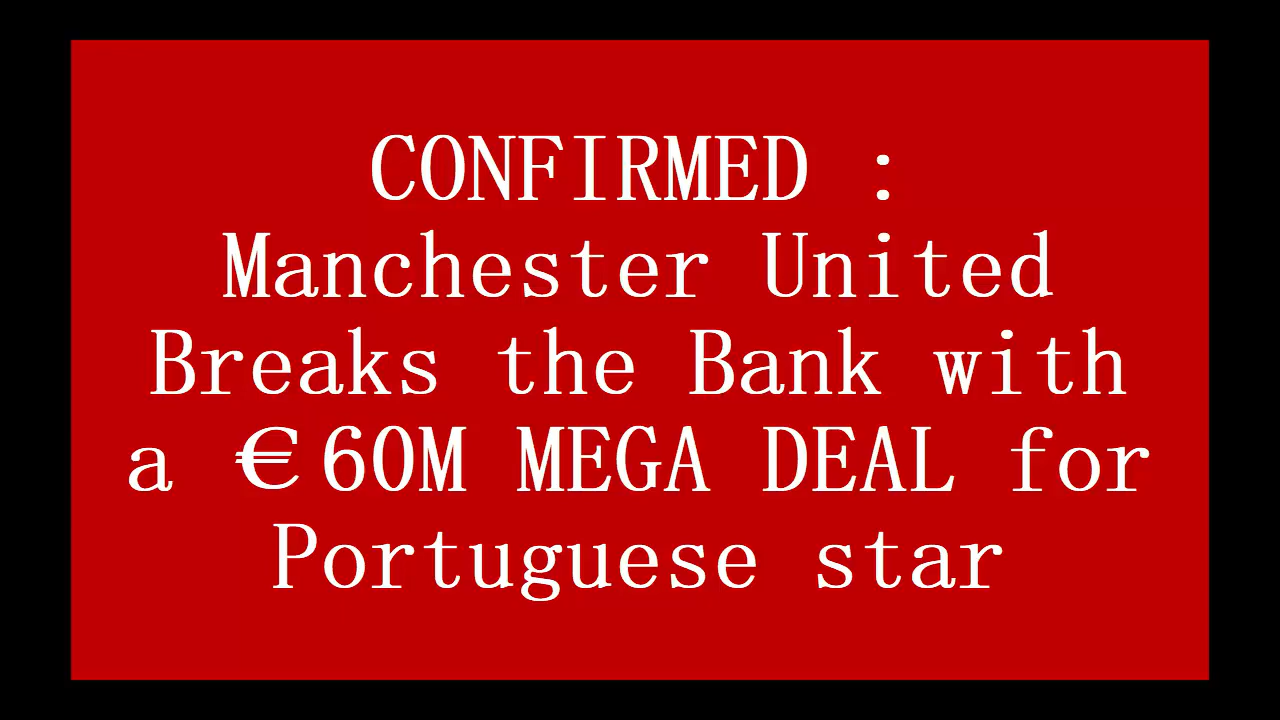 CONFIRMED :
Manchester United
Breaks the Bank with
a €60M MEGA DEAL for
Portuguese star